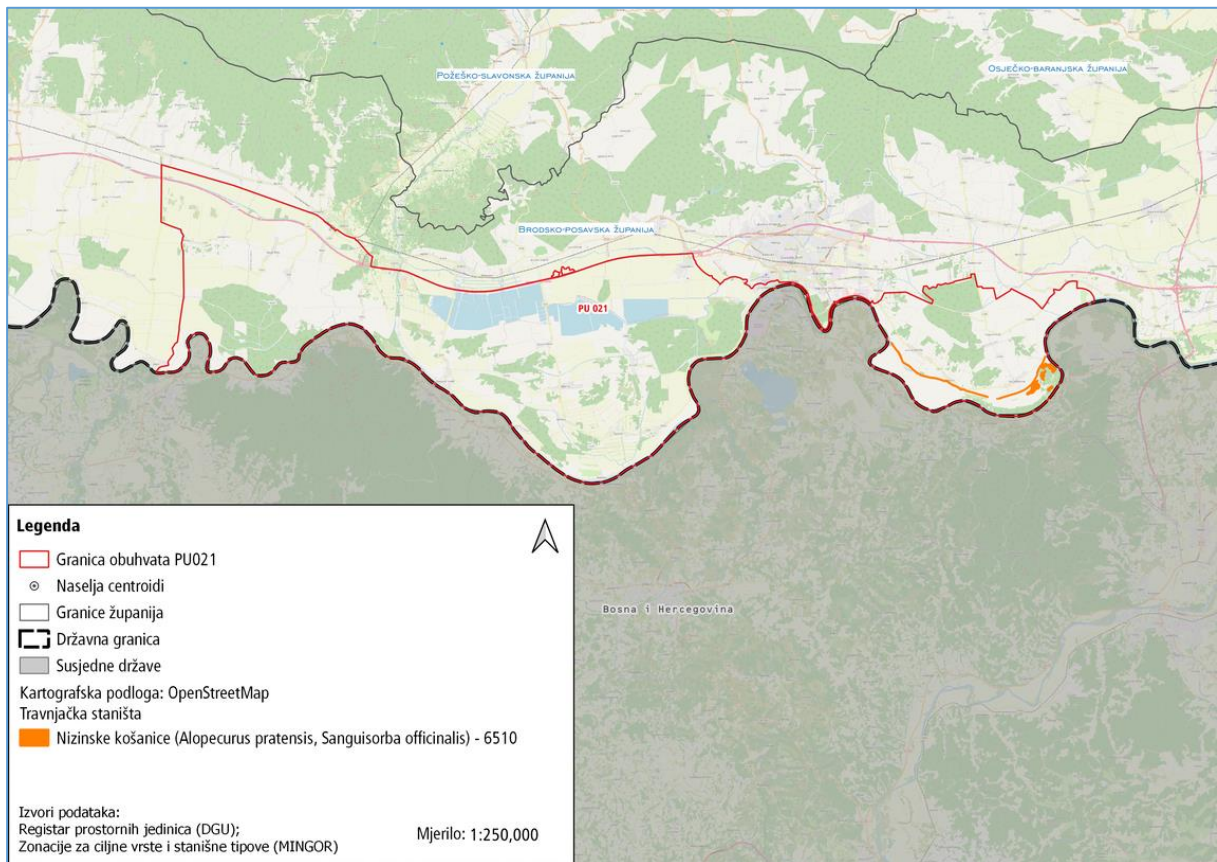 POŽEŠKO-SLAVONSKA ŽUPANIJA
OSJEČKO-BARANJSKA ŽUPANIJA
BRODSKO-POSAVSKA ŽUPANIJA
PU 021
Bosna i Hercegovina
Legenda
Granica obuhvata PU021
Naselja centroidi
Granice županija
Državna granica
Susjedne države
Kartografska podloga: OpenStreetMap
Travnjačka staništa
Nizinske košanice (Alopecurus pratensis, Sanguisorba officinalis) - 6510
Izvori podataka:
Registar prostornih jedinica (DGU);
Zonacije za ciljne vrste i stanišne tipove (MINGOR)
Mjerilo: 1:250,000